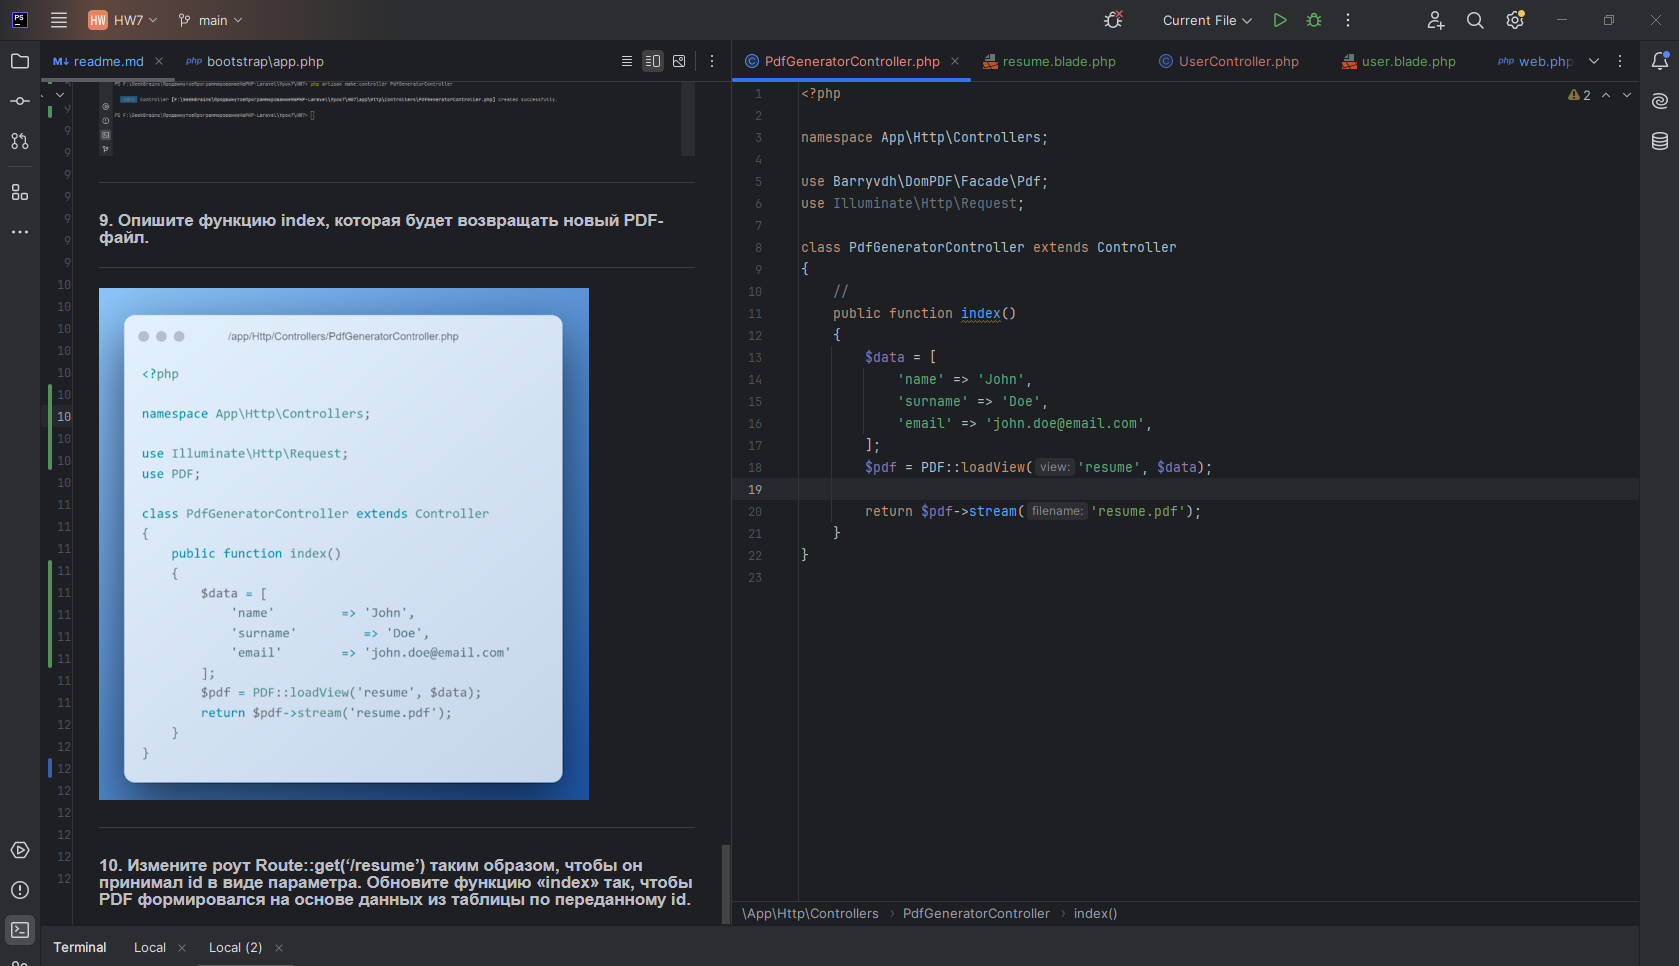 PS
HW HW7 main Current File
M↓ readme.md
php bootstrap\app.php
PdfGeneratorController.php
resume.blade.php
UserController.php
user.blade.php
php web.php
9. Опишите функцию index, которая будет возвращать новый PDF-
файл.
/app/Http/Controllers/PdfGeneratorController.php
<?php
namespace App\Http\Controllers;
use Illuminate\Http\Request;
use PDF;
class PdfGeneratorController extends Controller
{
public function index()
{
$data = [
'name' => 'John',
'surname' => 'Doe',
'email' => 'john.doe@email.com'
];
$pdf = PDF::loadView('resume', $data);
return $pdf->stream('resume.pdf');
}
}
10. Измените роут Route::get(‘/resume’) таким образом, чтобы он
принимал id в виде параметра. Обновите функцию «index» так, чтобы
PDF формировался на основе данных из таблицы по переданному id.
1 <?php
2
3 namespace App\Http\Controllers;
4
5 use Barryvdh\DomPDF\Facade\Pdf;
6 use Illuminate\Http\Request;
7
8 class PdfGeneratorController extends Controller
9 {
10 //
11 public function index()
12 {
13 $data = [
14 'name' => 'John',
15 'surname' => 'Doe',
16 'email' => 'john.doe@email.com',
17 ];
18 $pdf = PDF::loadView( view: 'resume', $data);
19
20 return $pdf->stream( filename: 'resume.pdf');
21 }
22 }
23
2
\App\Http\Controllers › PdfGeneratorController › index()
Terminal Local Local (2)